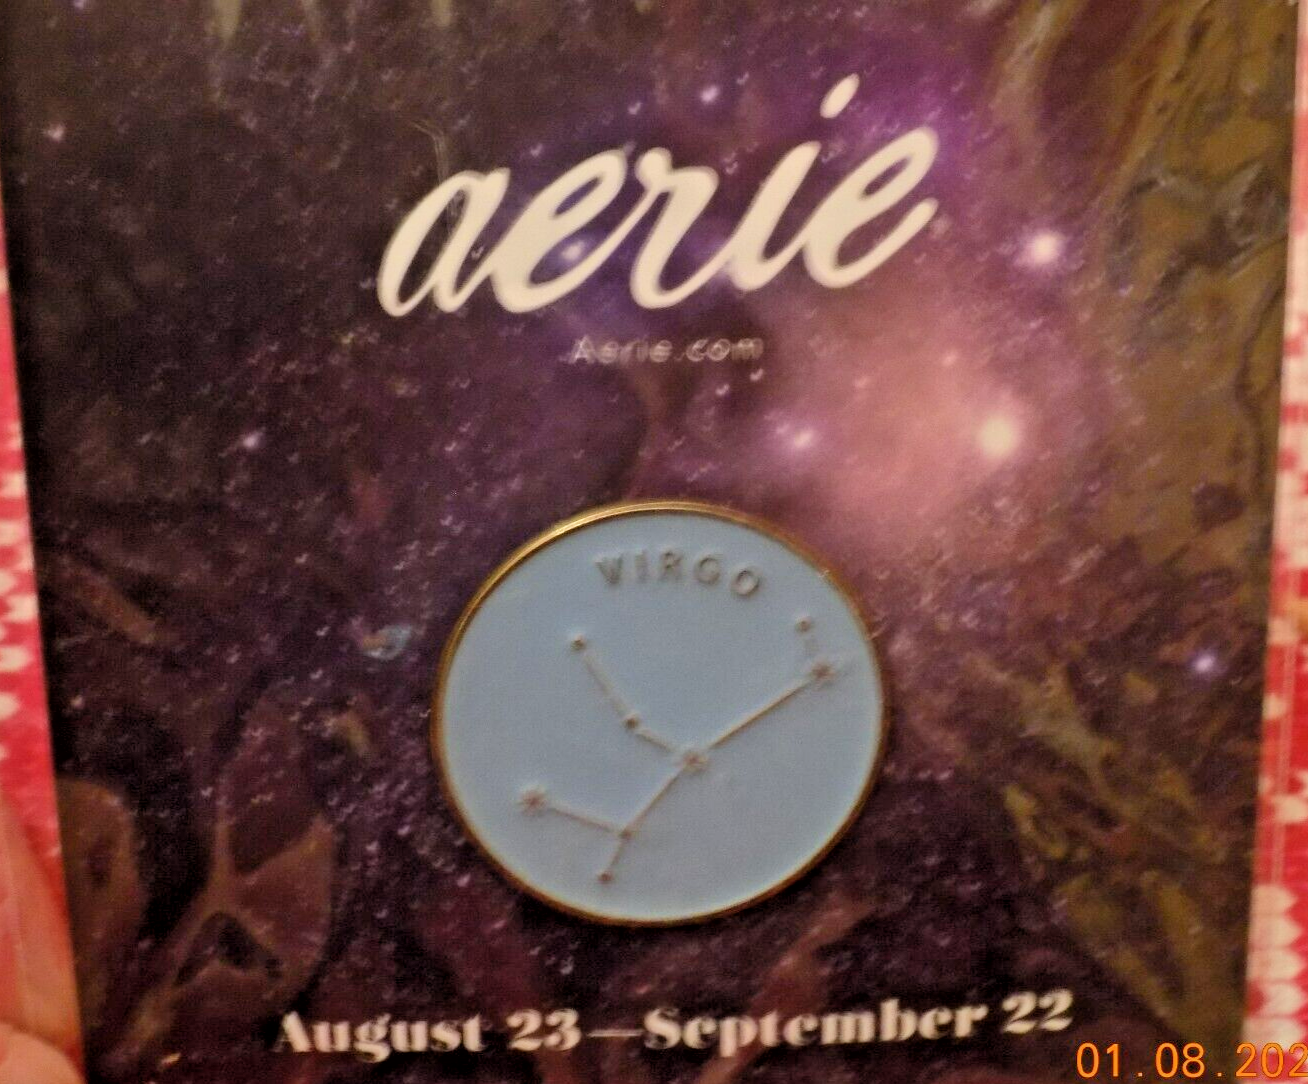 aerie
Aerie.com
VIRGO
August 23—September 22
01.08.202